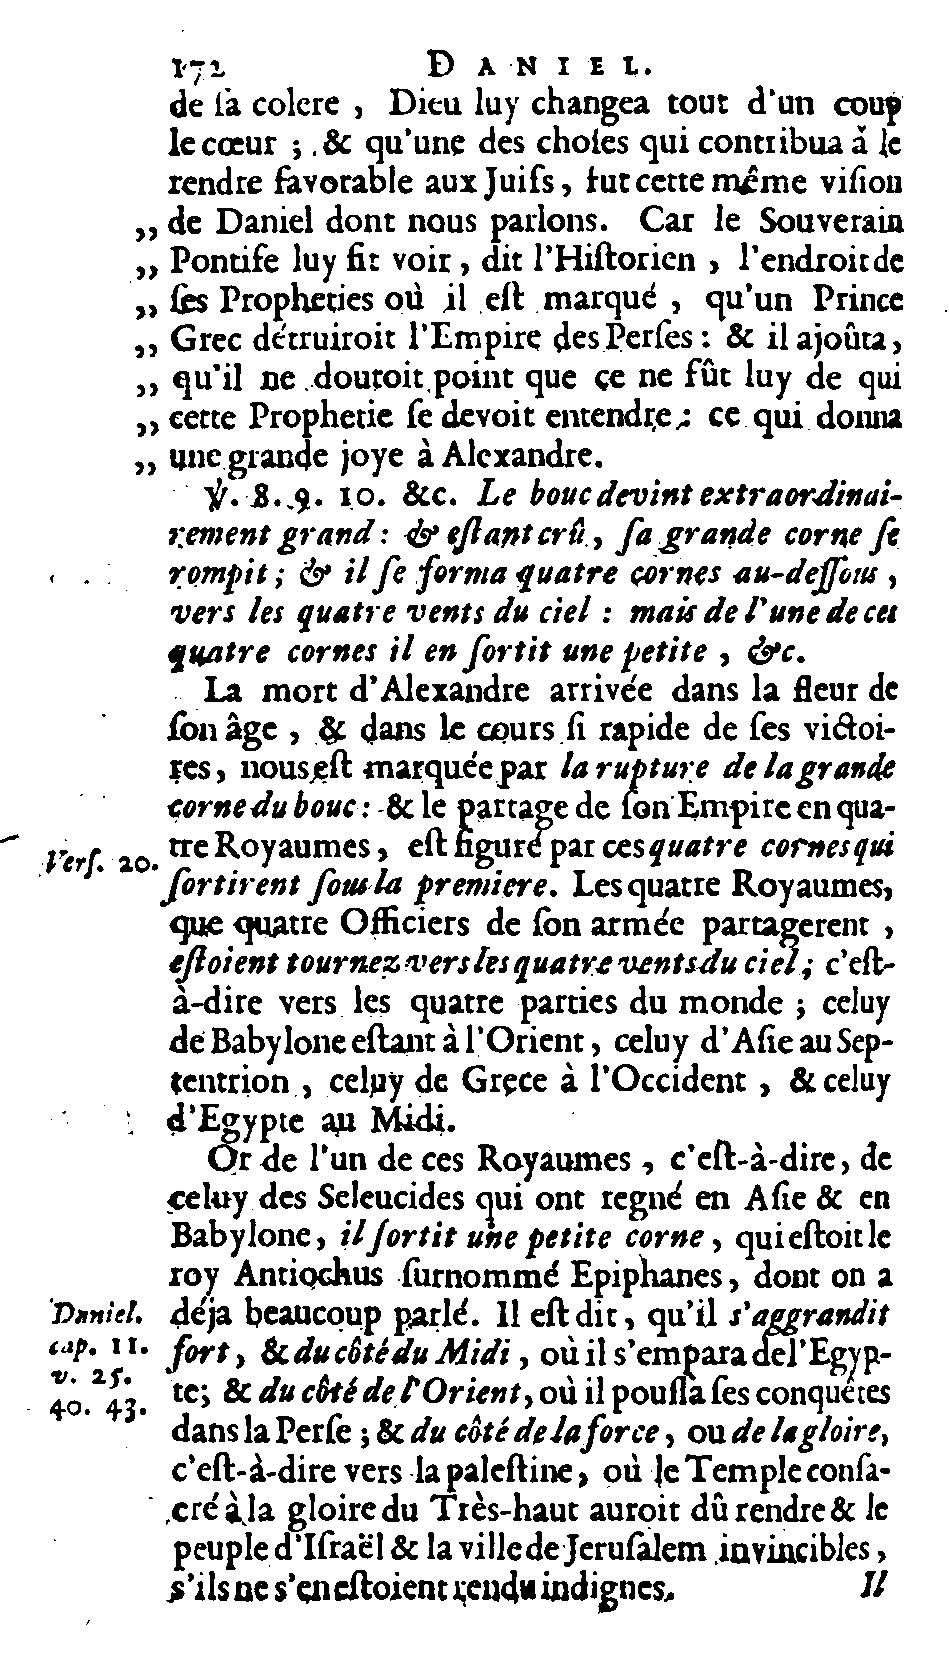 172 DANIEL.
de ſa colere, Dieu luy changea tout d'un coup
le cœur ; & qu'une des choſes qui contribua à le
rendre favorable aux Juifs, fut cette même viſion
„ de Daniel dont nous parlons. Car le Souverain
„ Pontife luy fit voir, dit l'Hiſtorien, l'endroit de
„ ſes Propheties où il eſt marqué, qu'un Prince
„ Grec détruiroit l'Empire des Perſes : & il ajoûta,
„ qu'il ne doutoit point que ce ne fût luy de qui
„ cette Prophetie ſe devoit entendre : ce qui donna
„ une grande joye à Alexandre.
℣. 8. 9. 10. &c. Le bouc devint extraordinai-
rement grand : & eſtant crû, ſa grande corne ſe
rompit ; & il ſe forma quatre cornes au-deſſous,
vers les quatre vents du ciel : mais de l'une de ces
quatre cornes il en ſortit une petite, &c.
La mort d'Alexandre arrivée dans la fleur de
ſon âge, & dans le cours ſi rapide de ſes victoi-
res, nous eſt marquée par la rupture de la grande
corne du bouc : & le partage de ſon Empire en qua-
tre Royaumes, eſt figuré par ces quatre cornes qui
Verſ. 20.
ſortirent ſous la premiere. Les quatre Royaumes,
que quatre Officiers de ſon armée partagerent,
eſtoient tournez vers les quatre vents du ciel ; c'eſt-
à-dire vers les quatre parties du monde ; celuy
de Babylone eſtant à l'Orient, celuy d'Aſie au Sep-
tentrion, celuy de Grece à l'Occident, & celuy
d'Egypte au Midi.
Or de l'un de ces Royaumes, c'eſt-à-dire, de
celuy des Seleucides qui ont regné en Aſie & en
Babylone, il ſortit une petite corne, qui eſtoit le
roy Antiochus ſurnommé Epiphanes, dont on a
Daniel.
cap. 11.
v. 25.
40. 43.
déja beaucoup parlé. Il eſt dit, qu'il s'aggrandit
fort, & du côté du Midi, où il s'empara de l'Egyp-
te ; & du côté de l'Orient, où il pouſſa ſes conquêtes
dans la Perſe ; & du côté de la force, ou de la gloire,
c'eſt-à-dire vers la paleſtine, où le Temple conſa-
cré à la gloire du Très-haut auroit dû rendre & le
peuple d'Iſraël & la ville de Jeruſalem invincibles,
s'ils ne s'en eſtoient rendu indignes.
Il